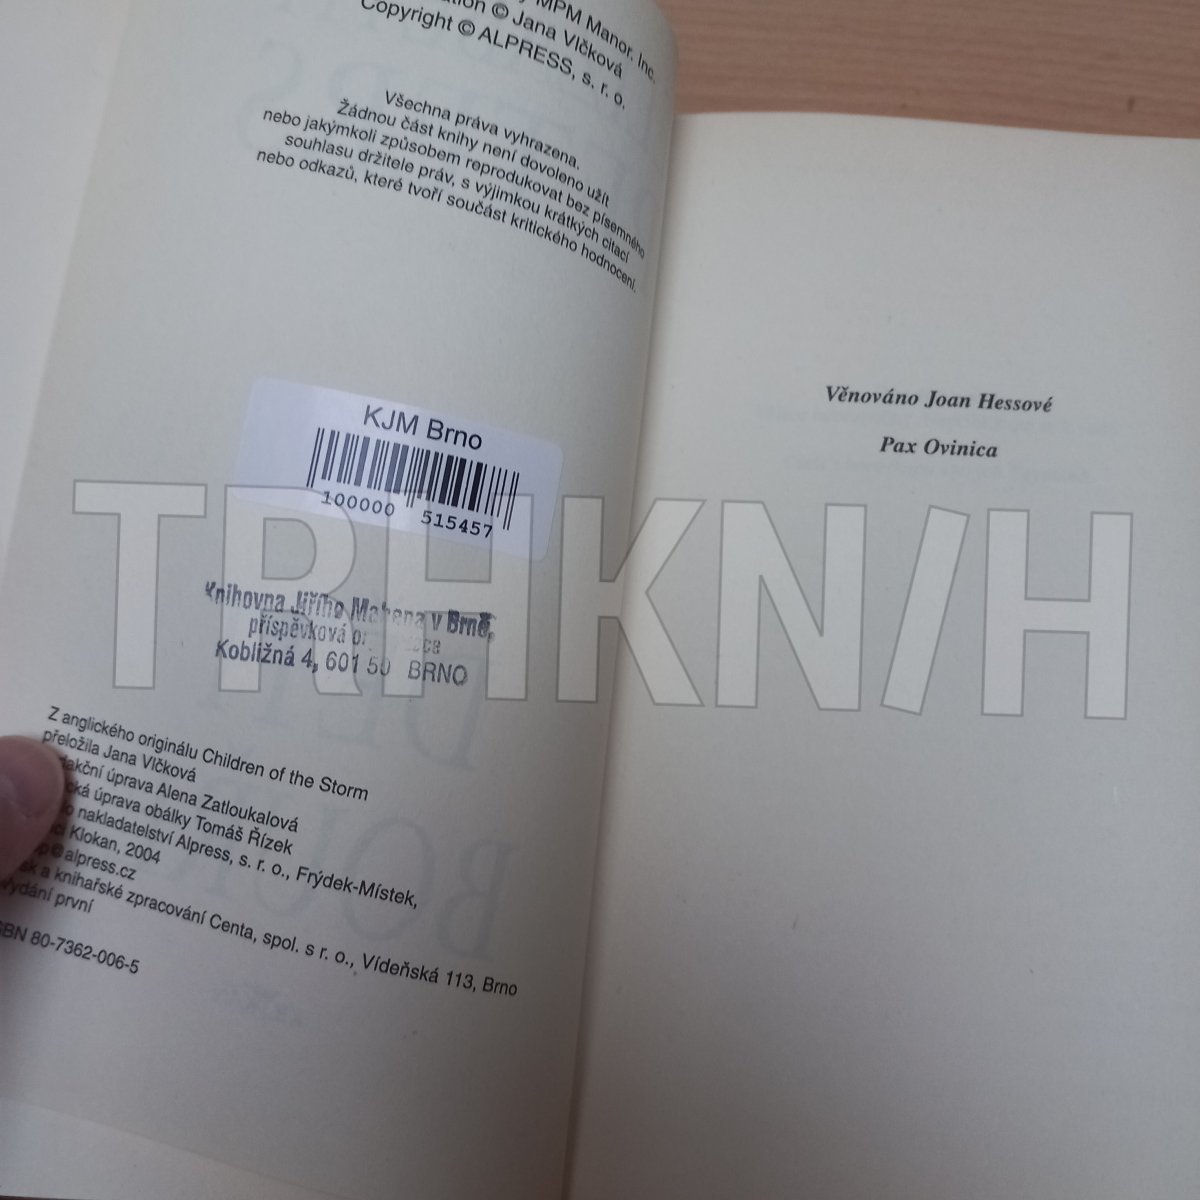 MPM Manor, Inc.
© Jana Vlčková
Copyright © ALPRESS, s. r. o.
Všechna práva vyhrazena.
Žádnou část knihy není dovoleno užít
nebo jakýmkoli způsobem reprodukovat bez písemného
souhlasu držitele práv, s výjimkou krátkých citací
nebo odkazů, které tvoří součást kritického hodnocení.
KJM Brno
100000 515457
Knihovna Jiřího Mahena v Brně,
příspěvková
Kobližná 4, 601 50 BRNO
Z anglického originálu Children of the Storm
přeložila Jana Vlčková
úprava Alena Zatloukalová
úprava obálky Tomáš Řízek
nakladatelství Alpress, s. r. o., Frýdek-Místek,
Klokan, 2004
@alpress.cz
a knihařské zpracování Centa, spol. s r. o., Vídeňská 113, Brno
vydání první
80-7362-006-5
Věnováno Joan Hessové
Pax Ovinica
TRHKN/H